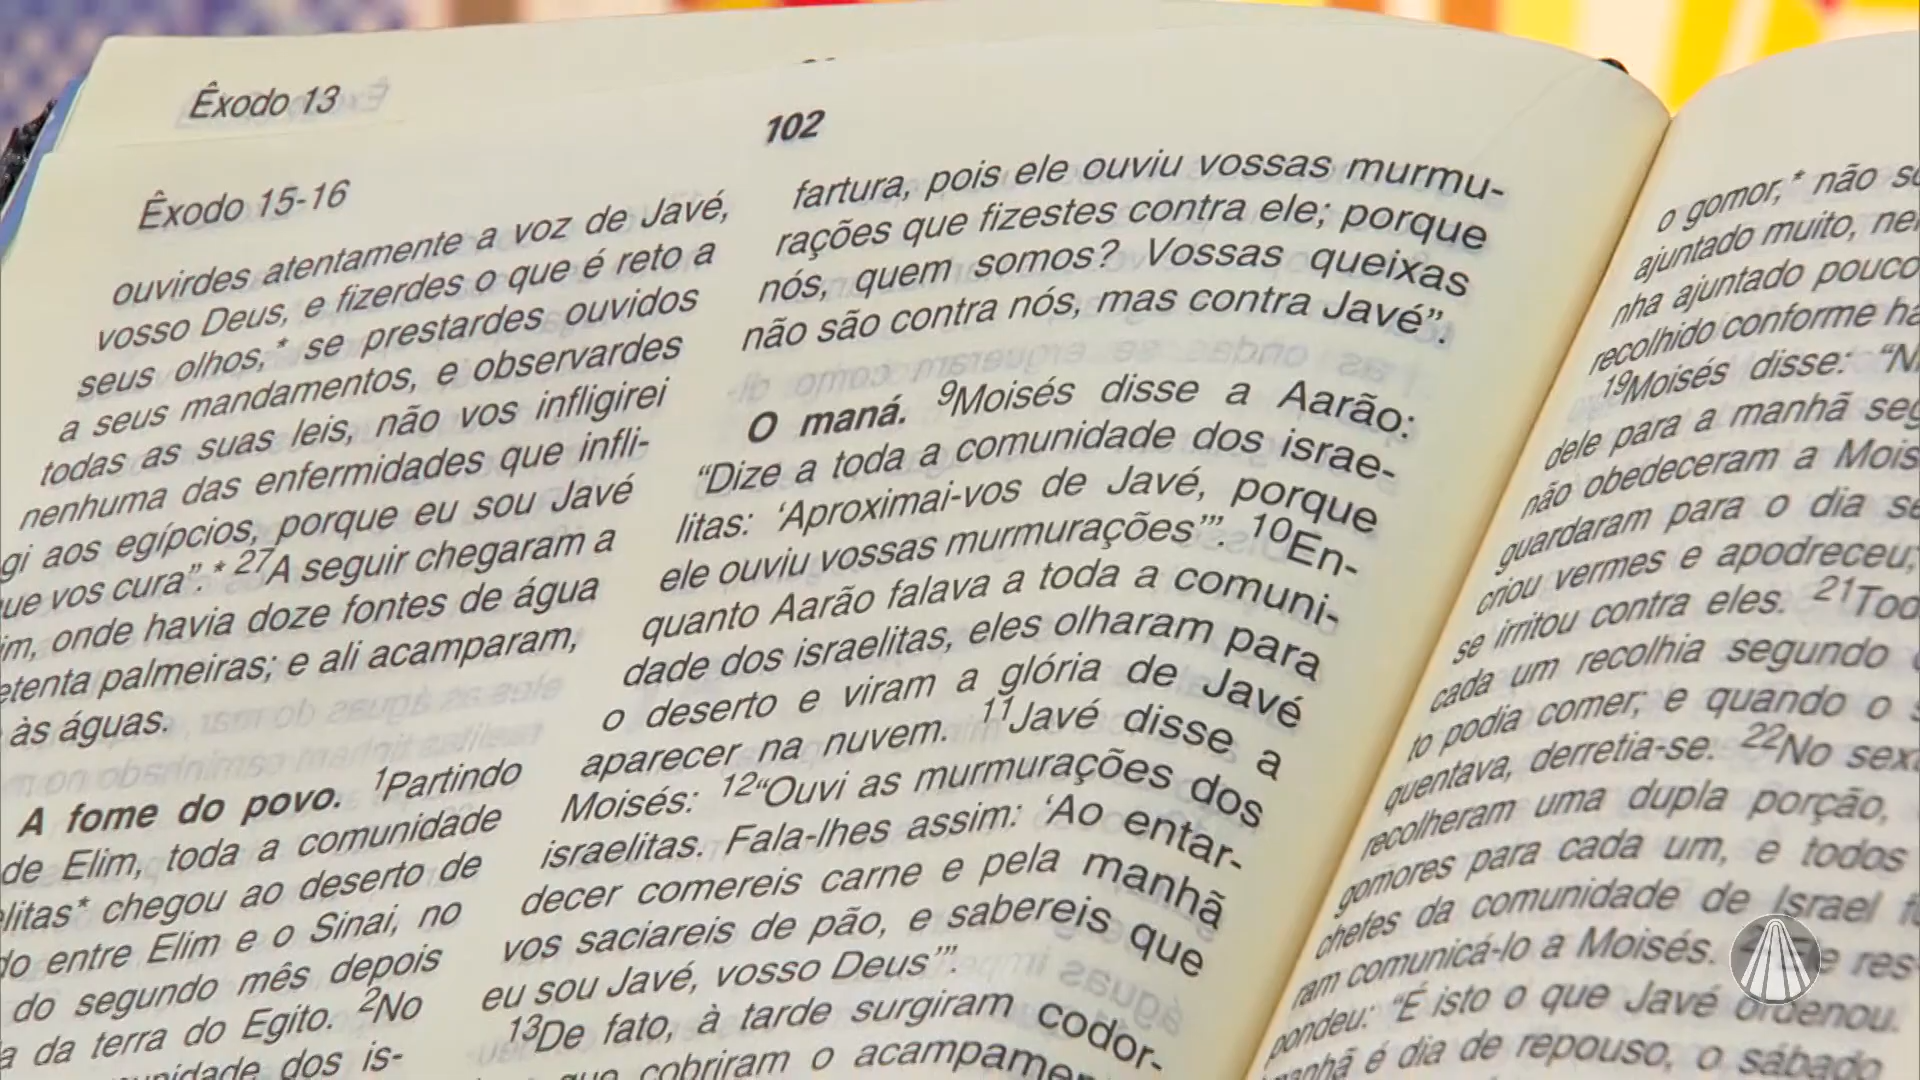 Êxodo 13
102
Êxodo 15-16
ouvirdes atentamente a voz de Javé,
vosso Deus, e fizerdes o que é reto a
seus olhos,* se prestardes ouvidos
a seus mandamentos, e observardes
todas as suas leis, não vos infligirei
nenhuma das enfermidades que infli-
gi aos egípcios, porque eu sou Javé
que vos cura”.* 27A seguir chegaram a
onde havia doze fontes de água
palmeiras; e ali acamparam,
às águas.
A fome do povo. 1Partindo
de Elim, toda a comunidade
chegou ao deserto de
entre Elim e o Sinai, no
do segundo mês depois
da terra do Egito. 2No
dos is-
fartura, pois ele ouviu vossas murmu-
rações que fizestes contra ele; porque
nós, quem somos? Vossas queixas
não são contra nós, mas contra Javé”.
O maná. 9Moisés disse a Aarão:
“Dize a toda a comunidade dos israe-
litas: ‘Aproximai-vos de Javé, porque
ele ouviu vossas murmurações’”. 10En-
quanto Aarão falava a toda a comuni-
dade dos israelitas, eles olharam para
o deserto e viram a glória de Javé
aparecer na nuvem. 11Javé disse a
Moisés: 12“Ouvi as murmurações dos
israelitas. Fala-lhes assim: ‘Ao entar-
decer comereis carne e pela manhã
vos saciareis de pão, e sabereis que
eu sou Javé, vosso Deus’”.
13De fato, à tarde surgiram codor-
que cobriram o
o gomor,* não
ajuntado muito,
nha ajuntado pouco
recolhido conforme
19Moisés disse:
dele para a manhã
não obedeceram a
guardaram para o dia
criou vermes e apodreceu;
se irritou contra eles. 21
cada um recolhia segundo
to podia comer; e quando o
quentava, derretia-se. 22No
recolheram uma dupla porção,
gomores para cada um, e todos
chefes da comunidade de Israel
ram comunicá-lo a Moisés. res-
pondeu: “É isto o que Javé ordenou.
é dia de repouso, o sábado